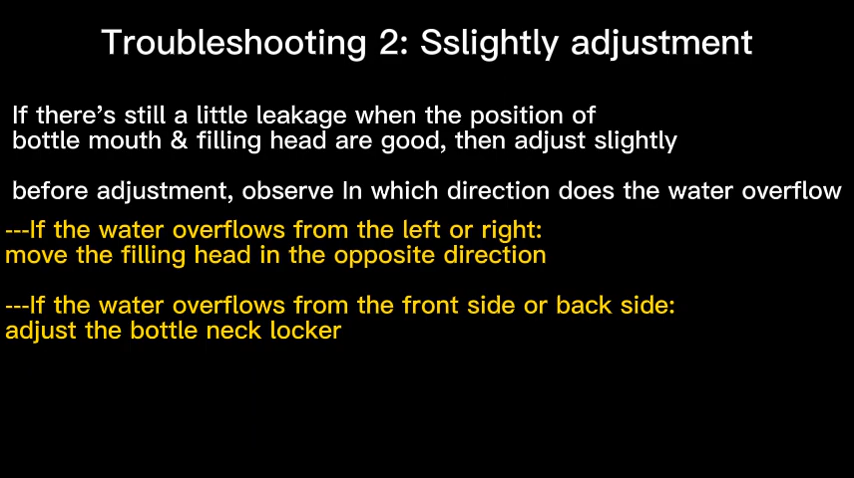 Troubleshooting 2: Sslightly adjustment
If there's still a little leakage when the position of
bottle mouth & filling head are good, then adjust slightly
before adjustment, observe In which direction does the water overflow
---If the water overflows from the left or right:
move the filling head in the opposite direction
---If the water overflows from the front side or back side:
adjust the bottle neck locker